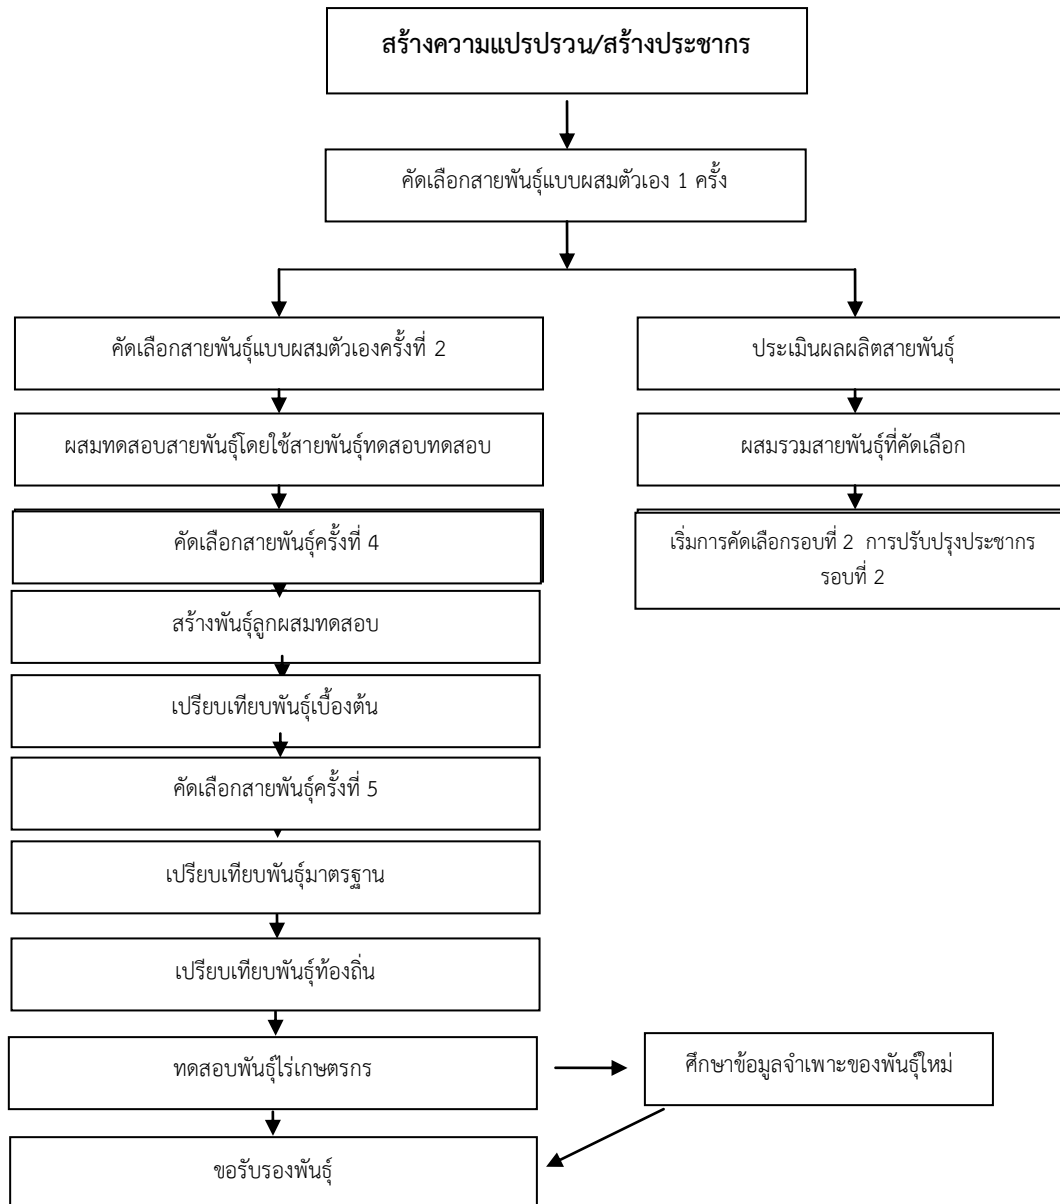 สร้างความแปรปรวน/สร้างประชากร
คัดเลือกสายพันธุ์แบบผสมตัวเอง 1 ครั้ง
คัดเลือกสายพันธุ์แบบผสมตัวเองครั้งที่ 2
ประเมินผลผลิตสายพันธุ์
ผสมทดสอบสายพันธุ์โดยใช้สายพันธุ์ทดสอบทดสอบ
ผสมรวมสายพันธุ์ที่คัดเลือก
คัดเลือกสายพันธุ์ครั้งที่ 4
เริ่มการคัดเลือกรอบที่ 2 การปรับปรุงประชากร
รอบที่ 2
สร้างพันธุ์ลูกผสมทดสอบ
เปรียบเทียบพันธุ์เบื้องต้น
คัดเลือกสายพันธุ์ครั้งที่ 5
เปรียบเทียบพันธุ์มาตรฐาน
เปรียบเทียบพันธุ์ท้องถิ่น
ทดสอบพันธุ์ไร่เกษตรกร
ศึกษาข้อมูลจำเพาะของพันธุ์ใหม่
ขอรับรองพันธุ์